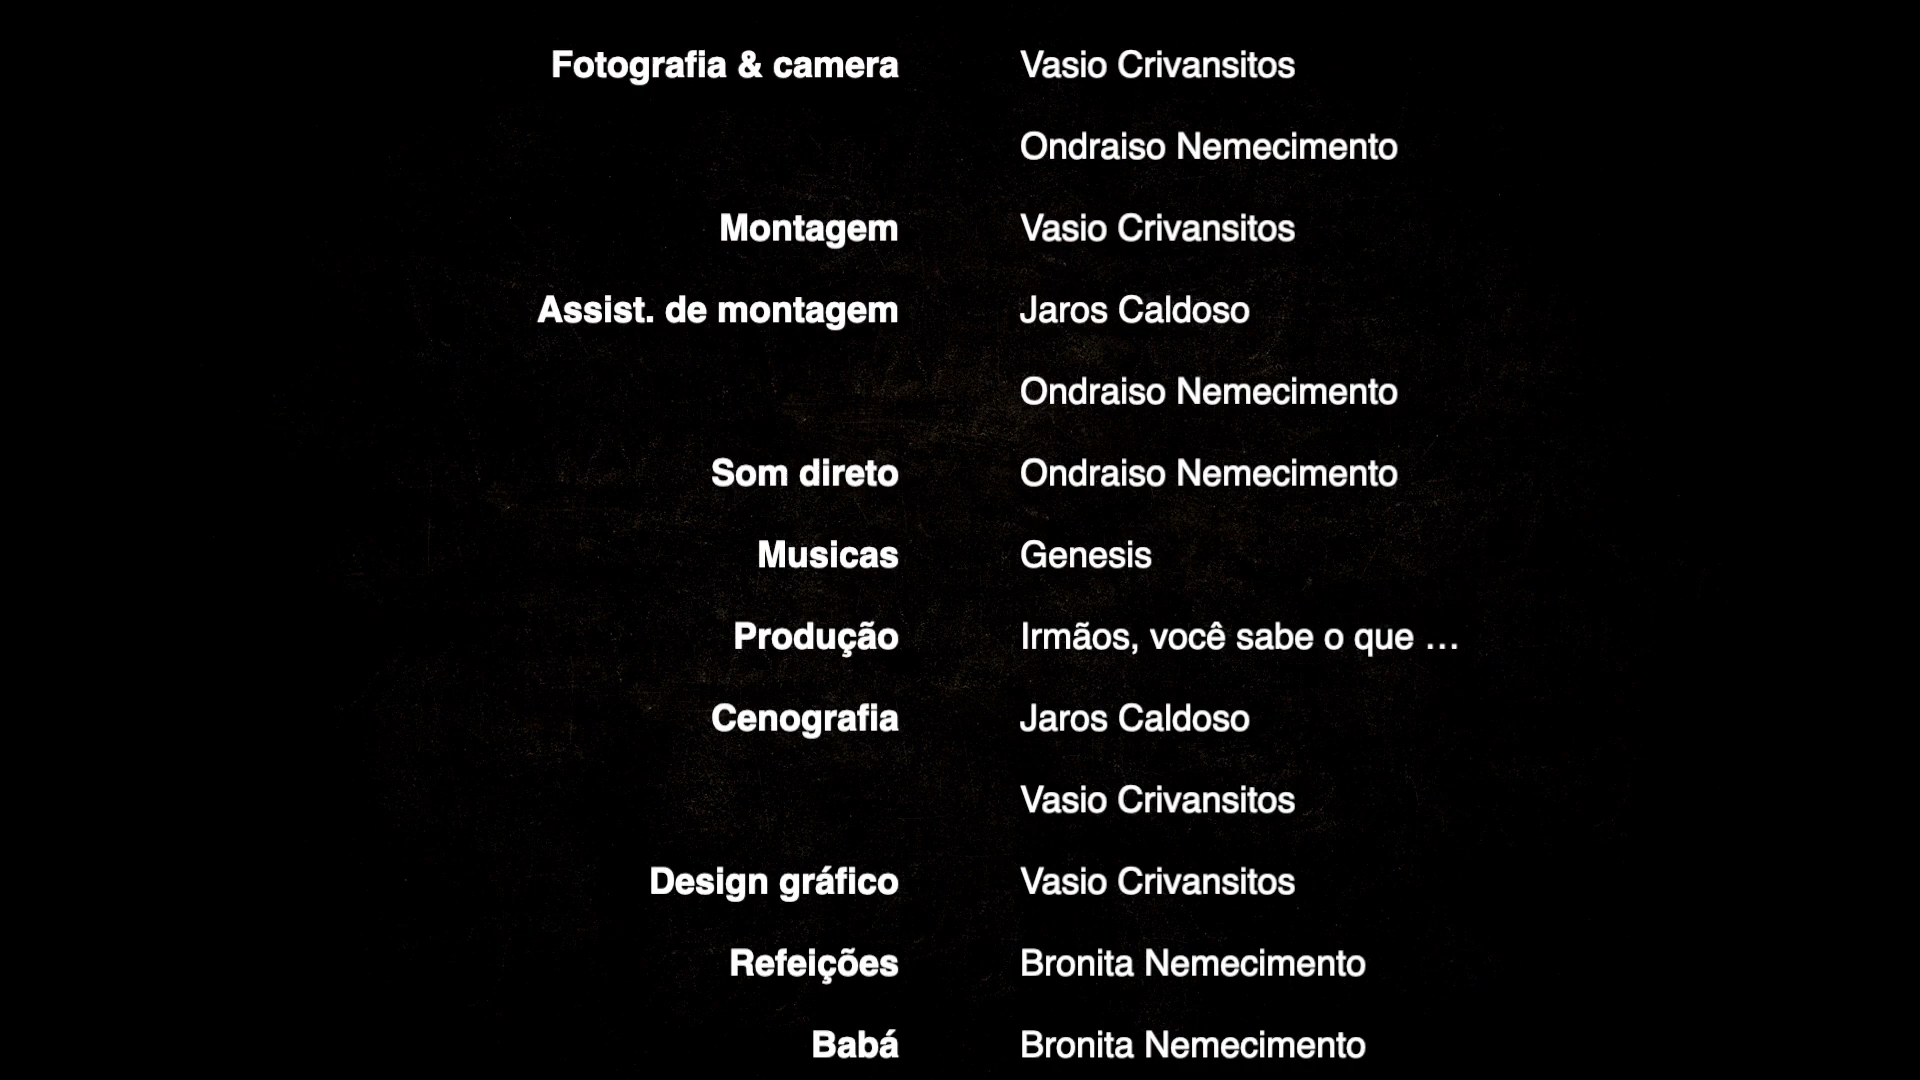 Fotografia & camera Vasio Crivansitos
Ondraiso Nemecimento
Montagem Vasio Crivansitos
Assist. de montagem Jaros Caldoso
Ondraiso Nemecimento
Som direto Ondraiso Nemecimento
Musicas Genesis
Produção Irmãos, você sabe o que …
Cenografia Jaros Caldoso
Vasio Crivansitos
Design gráfico Vasio Crivansitos
Refeições Bronita Nemecimento
Babá Bronita Nemecimento